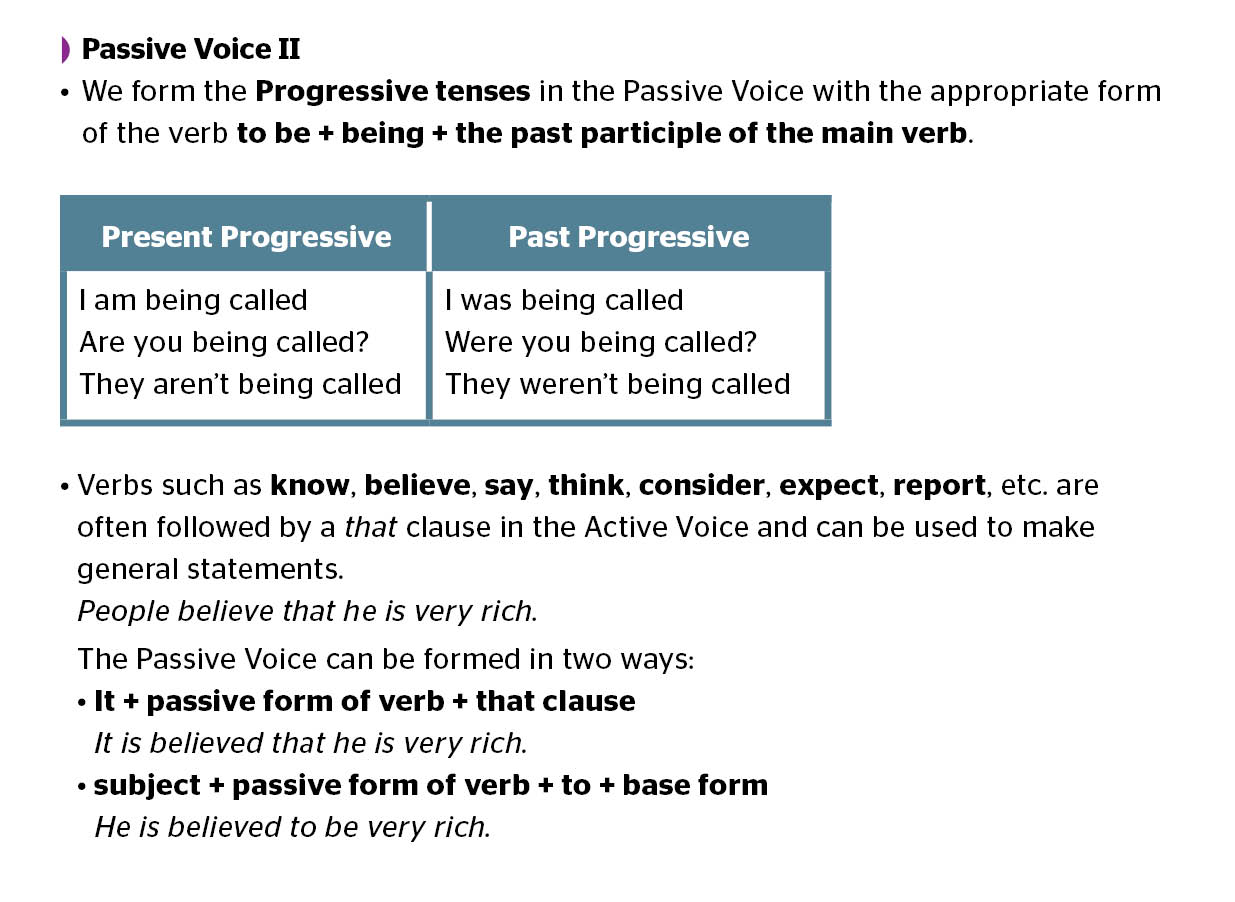 Passive Voice II
• We form the Progressive tenses in the Passive Voice with the appropriate form
of the verb to be + being + the past participle of the main verb.
Present Progressive
Past Progressive
I am being called
Are you being called?
They aren't being called
I was being called
Were you being called?
They weren't being called
• Verbs such as know, believe, say, think, consider, expect, report, etc. are
often followed by a that clause in the Active Voice and can be used to make
general statements.
People believe that he is very rich.
The Passive Voice can be formed in two ways:
• It + passive form of verb + that clause
It is believed that he is very rich.
• subject + passive form of verb + to + base form
He is believed to be very rich.